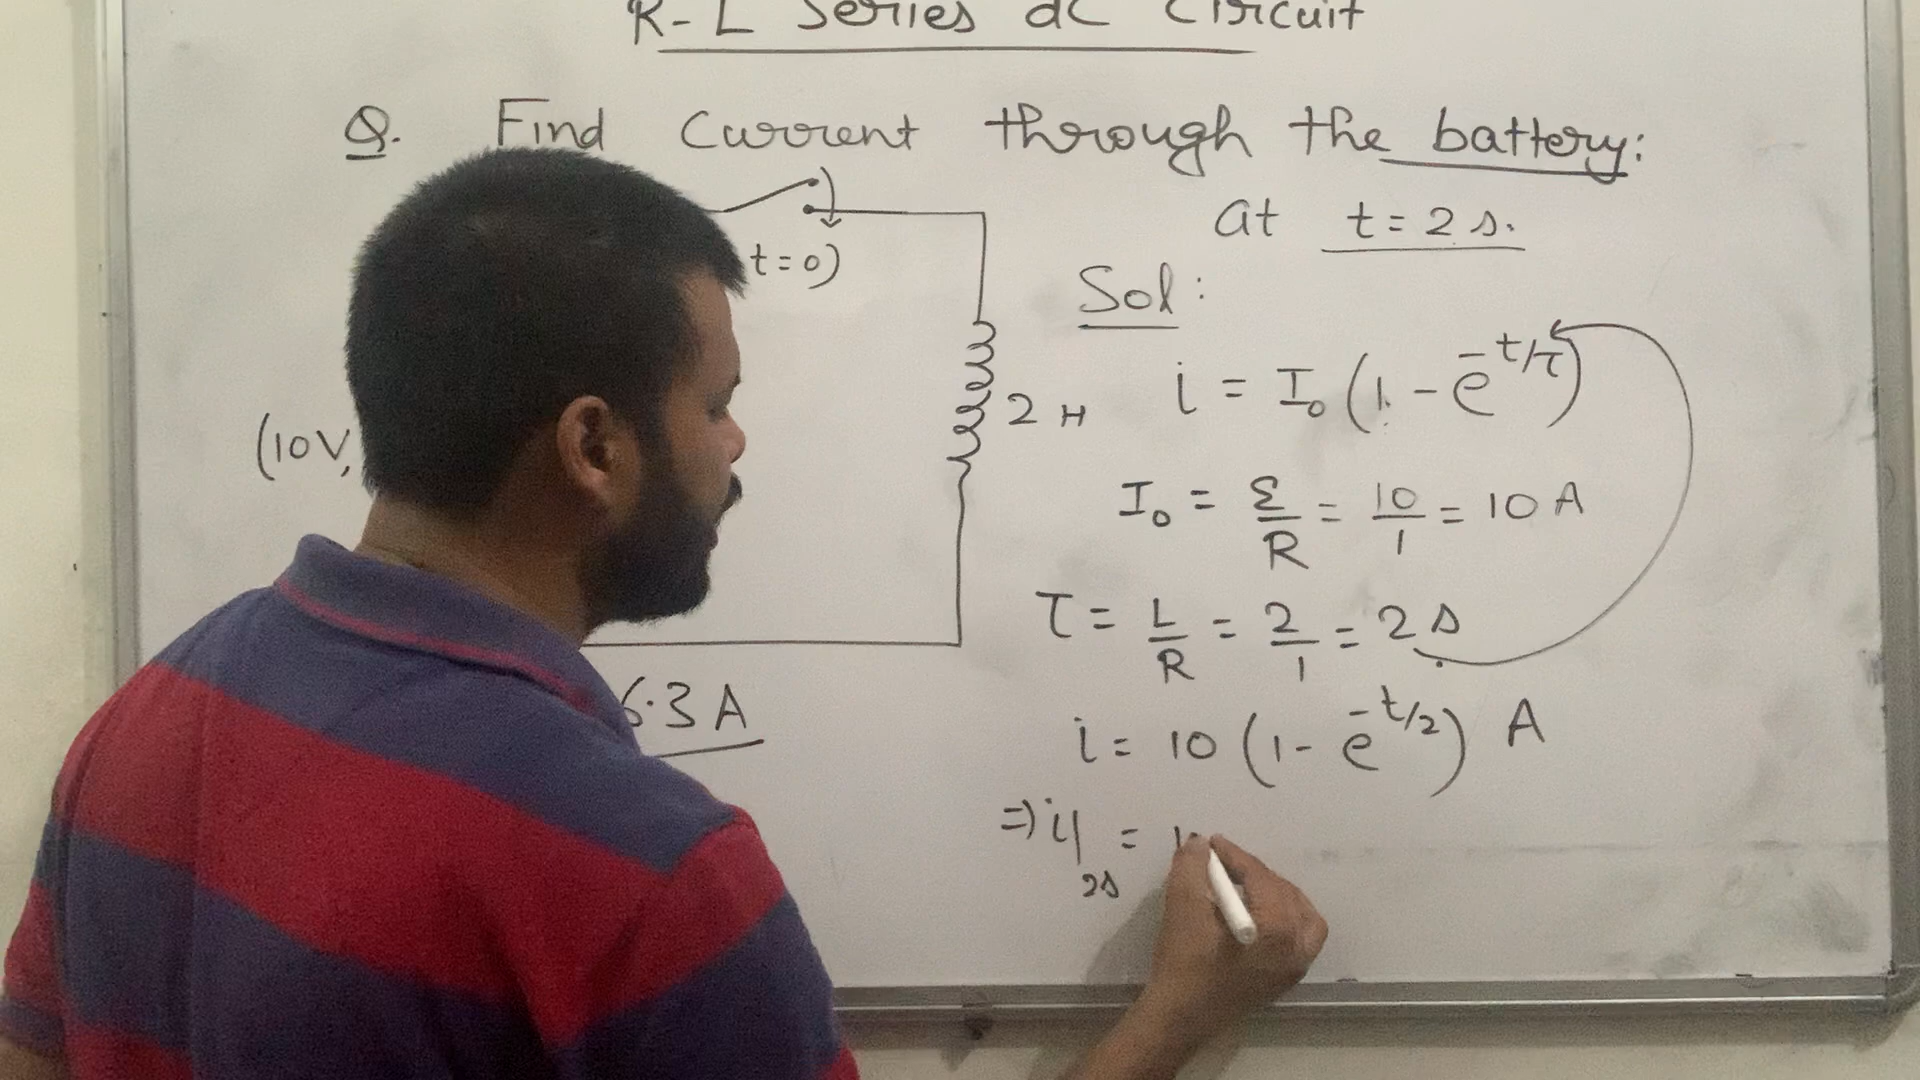 R-L Series dC Circuit
Q. Find Current through the battery:
at t = 2 s.
t=0)
Sol:
2 H
i = I₀ (1 - e^{-t/τ})
(10V,
I₀ = ε/R = 10/1 = 10 A
τ = L/R = 2/1 = 2 s
6.3 A
i = 10 (1 - e^{-t/2}) A
⇒ i|₂ₛ =